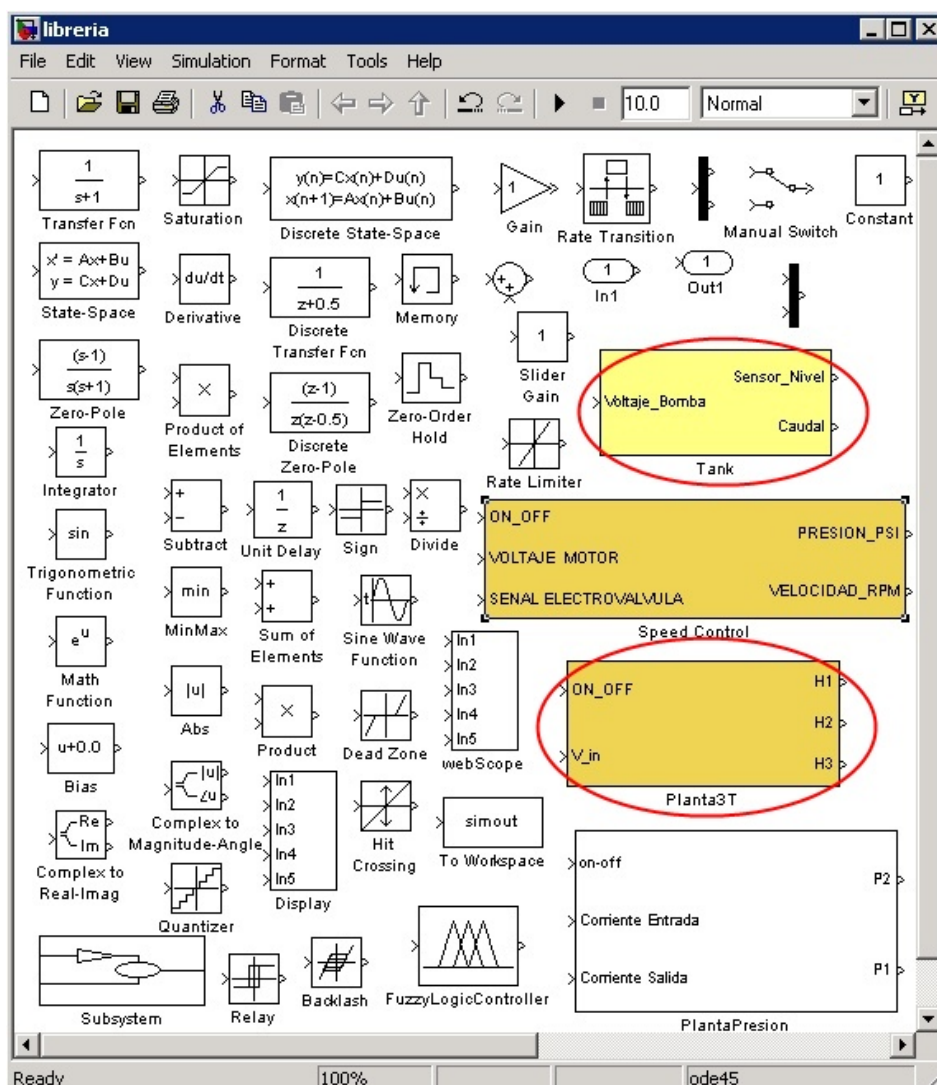 libreria
File Edit View Simulation Format Tools Help
10.0 Normal
1
s+1
Transfer Fcn
Saturation
y(n)=Cx(n)+Du(n)
x(n+1)=Ax(n)+Bu(n)
Discrete State-Space
1
Gain
Rate Transition
Manual Switch
1
Constant
x' = Ax+Bu
y = Cx+Du
State-Space
du/dt
Derivative
1
z+0.5
Discrete
Transfer Fcn
Memory
1
In1
1
Out1
(s-1)
s(s+1)
Zero-Pole
×
Product of
Elements
(z-1)
z(z-0.5)
Discrete
Zero-Pole
Zero-Order
Hold
1
Slider
Gain
Sensor_Nivel
Voltaje_Bomba
Caudal
Tank
1
s
Integrator
Rate Limiter
+
−
Subtract
1
z
Unit Delay
Sign
×
÷
Divide
ON_OFF
VOLTAJE MOTOR
SENAL ELECTROVALVULA
PRESION_PSI
VELOCIDAD_RPM
Speed Control
sin
Trigonometric
Function
min
MinMax
+
+
Sum of
Elements
t
Sine Wave
Function
In1
In2
In3
In4
In5
webScope
ON_OFF
V_in
H1
H2
H3
Planta3T
e^u
Math
Function
|u|
Abs
×
Product
Dead Zone
u+0.0
Bias
|u|
∠u
Complex to
Magnitude-Angle
In1
In2
In3
In4
In5
Display
Hit
Crossing
simout
To Workspace
Re
Im
Complex to
Real-Imag
Quantizer
on-off
Corriente Entrada
Corriente Salida
P2
P1
PlantaPresion
Subsystem
Relay
Backlash
FuzzyLogicController
Ready 100% ode45